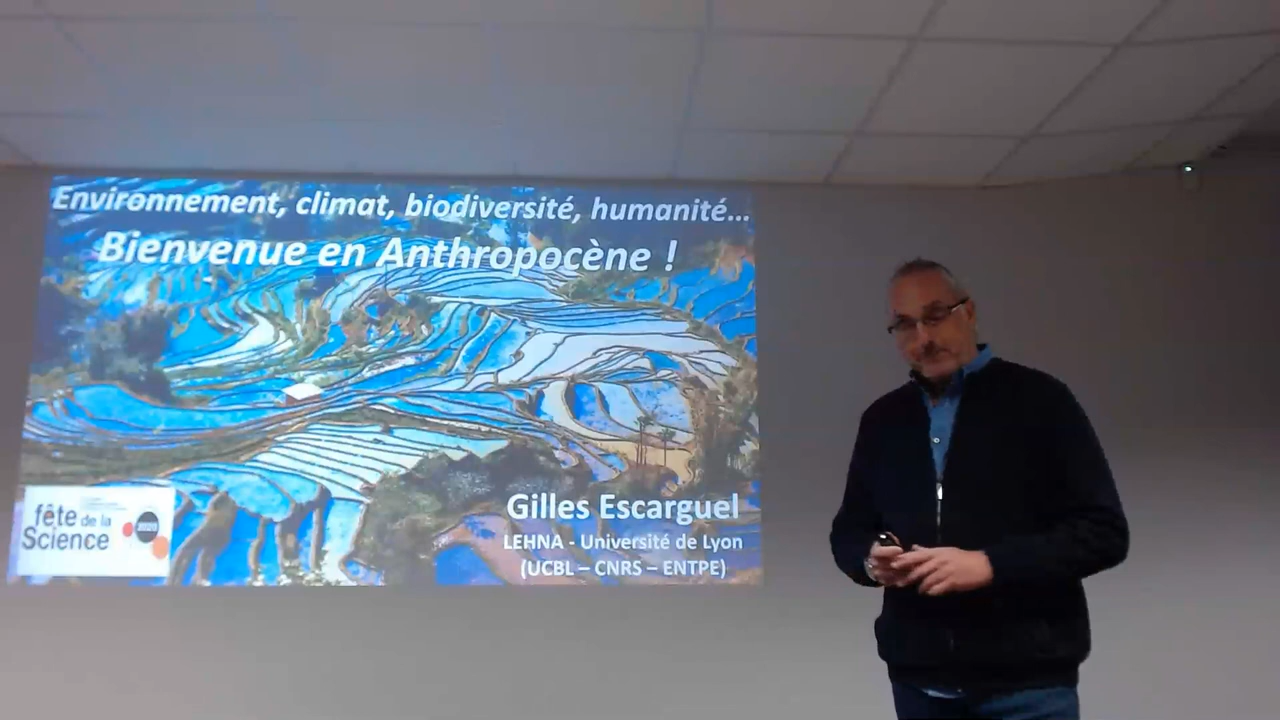 Environnement, climat, biodiversité, humanité...
Bienvenue en Anthropocène !
fête de la
Science
2020
Gilles Escarguel
LEHNA - Université de Lyon
(UCBL – CNRS – ENTPE)